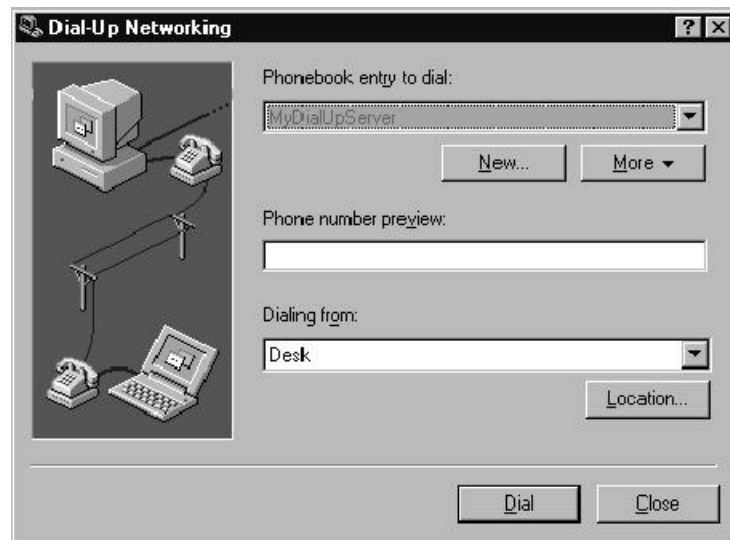 Dial-Up Networking
Phonebook entry to dial:
MyDialUpServer
New... More
Phone number preview:
Dialing from:
Desk
Location...
Dial Close